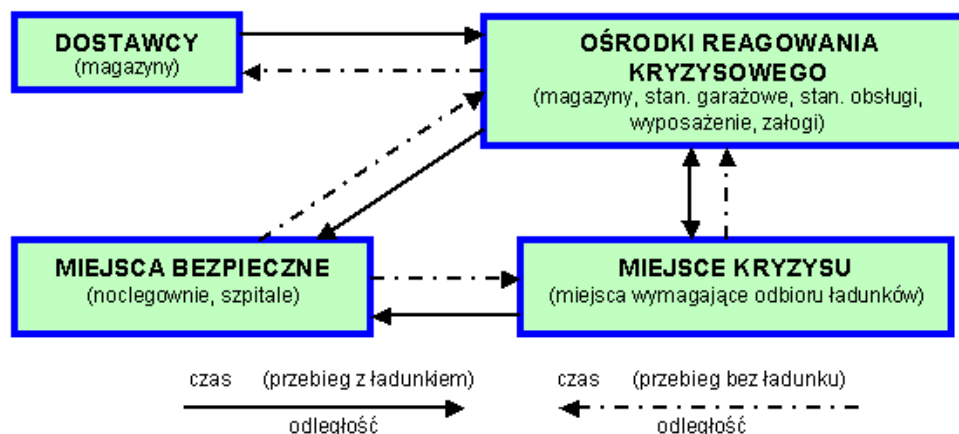 DOSTAWCY
(magazyny)
OŚRODKI REAGOWANIA
KRYZYSOWEGO
(magazyny, stan. garażowe, stan. obsługi,
wyposażenie, załogi)
MIEJSCA BEZPIECZNE
(noclegownie, szpitale)
MIEJSCE KRYZYSU
(miejsca wymagające odbioru ładunków)
czas (przebieg z ładunkiem)
odległość
czas (przebieg bez ładunku)
odległość